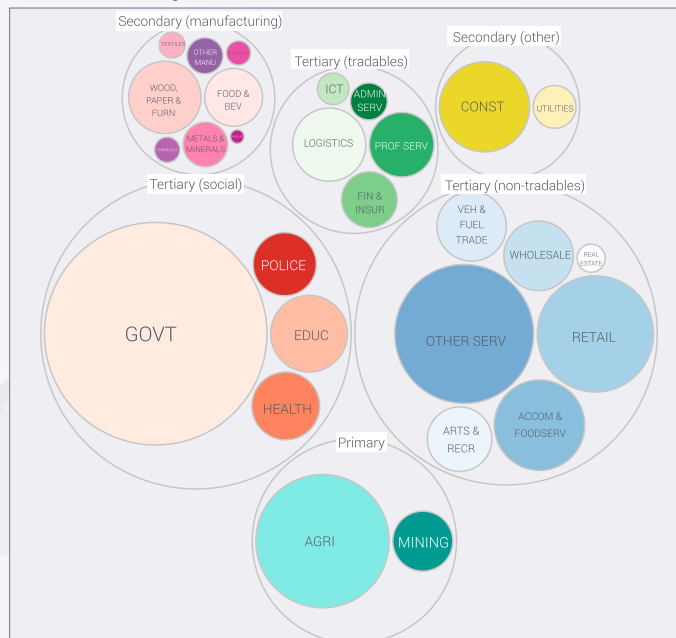 Secondary (manufacturing)
TEXTILES
OTHER
MANU
WOOD,
PAPER &
FURN
FOOD &
BEV
METALS &
MINERALS
CHEMICALS
Tertiary (tradables)
ICT
ADMIN
SERV
LOGISTICS
PROF SERV
FIN &
INSUR
Secondary (other)
CONST
UTILITIES
Tertiary (social)
GOVT
POLICE
EDUC
HEALTH
Tertiary (non-tradables)
VEH &
FUEL
TRADE
WHOLESALE
REAL
ESTATE
OTHER SERV
RETAIL
ARTS &
RECR
ACCOM &
FOODSERV
Primary
AGRI
MINING